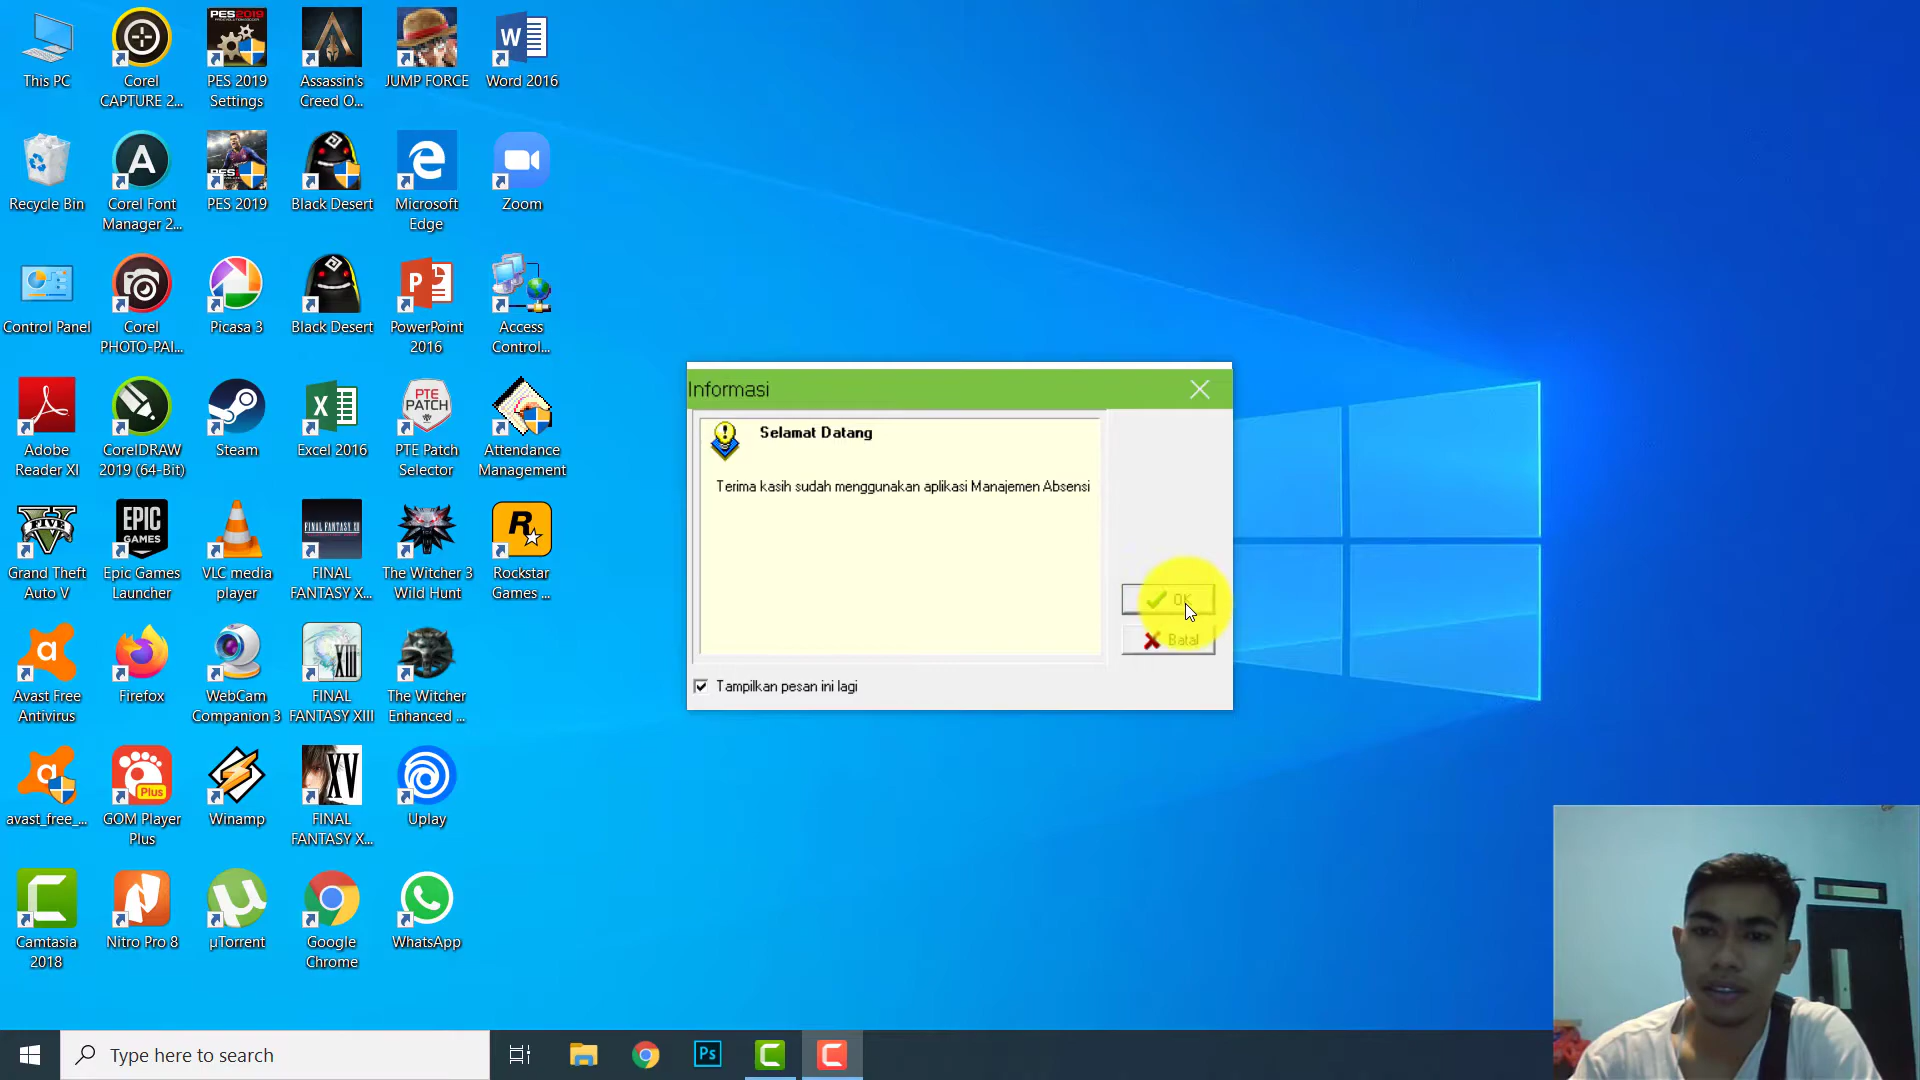 This PC
Corel
CAPTURE 2...
PES 2019
Settings
Assassin's
Creed O...
JUMP FORCE
Word 2016
Recycle Bin
Corel Font
Manager 2...
PES 2019
Black Desert
Microsoft
Edge
Zoom
Control Panel
Corel
PHOTO-PAI...
Picasa 3
Black Desert
PowerPoint
2016
Access
Control...
Adobe
Reader XI
CorelDRAW
2019 (64-Bit)
Steam
Excel 2016
PTE PATCH
PTE Patch
Selector
Attendance
Management
Grand Theft
Auto V
EPIC
GAMES
Epic Games
Launcher
VLC media
player
FINAL
FANTASY X...
The Witcher 3
Wild Hunt
Rockstar
Games ...
Avast Free
Antivirus
Firefox
WebCam
Companion 3
FINAL
FANTASY XIII
The Witcher
Enhanced ...
avast_free_...
GOM Player
Plus
Winamp
FINAL
FANTASY X...
Uplay
Camtasia
2018
Nitro Pro 8
µTorrent
Google
Chrome
WhatsApp
Informasi
Selamat Datang
Terima kasih sudah menggunakan aplikasi Manajemen Absensi
OK
Batal
Tampilkan pesan ini lagi
Type here to search
Ps